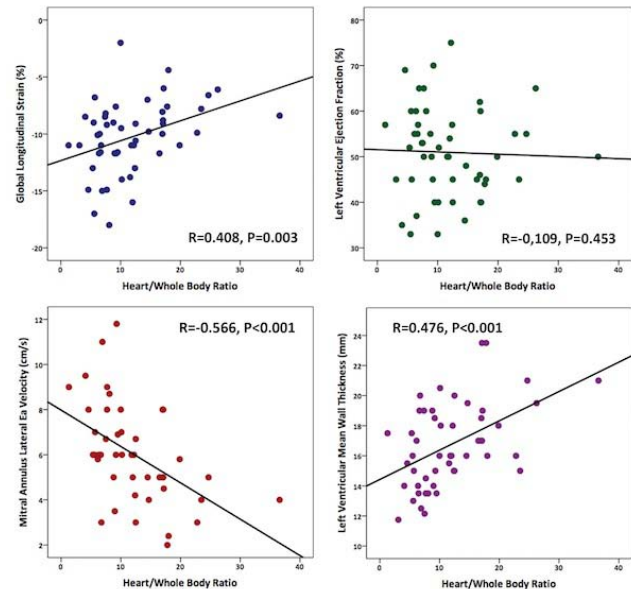 Global Longitudinal Strain (%)
0
-5
-10
-15
-20
R=0.408, P=0.003
0 10 20 30 40
Heart/Whole Body Ratio
Left Ventricular Ejection Fraction (%)
80
70
60
50
40
30
R=-0,109, P=0.453
0 10 20 30 40
Heart/Whole Body Ratio
Mitral Annulus Lateral Ea Velocity (cm/s)
12
10
8
6
4
2
R=-0.566, P<0.001
0 10 20 30 40
Heart/Whole Body Ratio
Left Ventricular Mean Wall Thickness (mm)
24
22
20
18
16
14
12
10
R=0.476, P<0.001
0 10 20 30 40
Heart/Whole Body Ratio